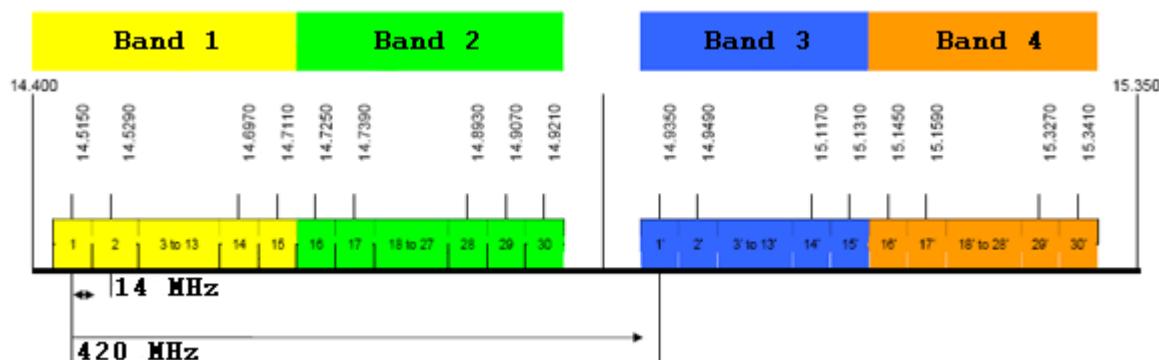 Band 1 Band 2 Band 3 Band 4
14.400 15.350
14.5150 14.5290 14.6970 14.7110 14.7250 14.7390 14.8930 14.9070 14.9210 14.9350 14.9490 15.1170 15.1310 15.1450 15.1590 15.3270 15.3410
1 2 3 to 13 14 15 16 17 18 to 27 28 29 30 1' 2' 3' to 13' 14' 15' 16' 17' 18' to 28' 29' 30'
14 MHz
420 MHz